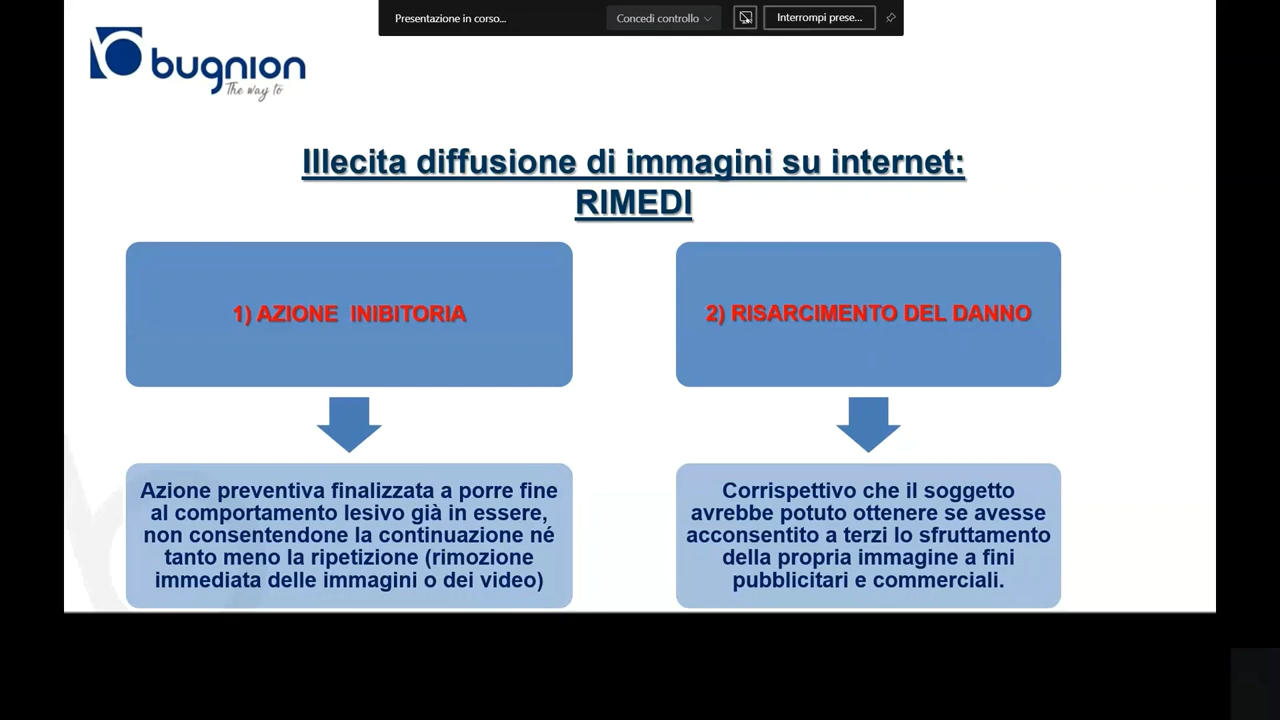 Presentazione in corso...
Concedi controllo
Interrompi prese...
bugnion
The way to
Illecita diffusione di immagini su internet:
RIMEDI
1) AZIONE INIBITORIA
2) RISARCIMENTO DEL DANNO
Azione preventiva finalizzata a porre fine
al comportamento lesivo già in essere,
non consentendone la continuazione né
tanto meno la ripetizione (rimozione
immediata delle immagini o dei video)
Corrispettivo che il soggetto
avrebbe potuto ottenere se avesse
acconsentito a terzi lo sfruttamento
della propria immagine a fini
pubblicitari e commerciali.